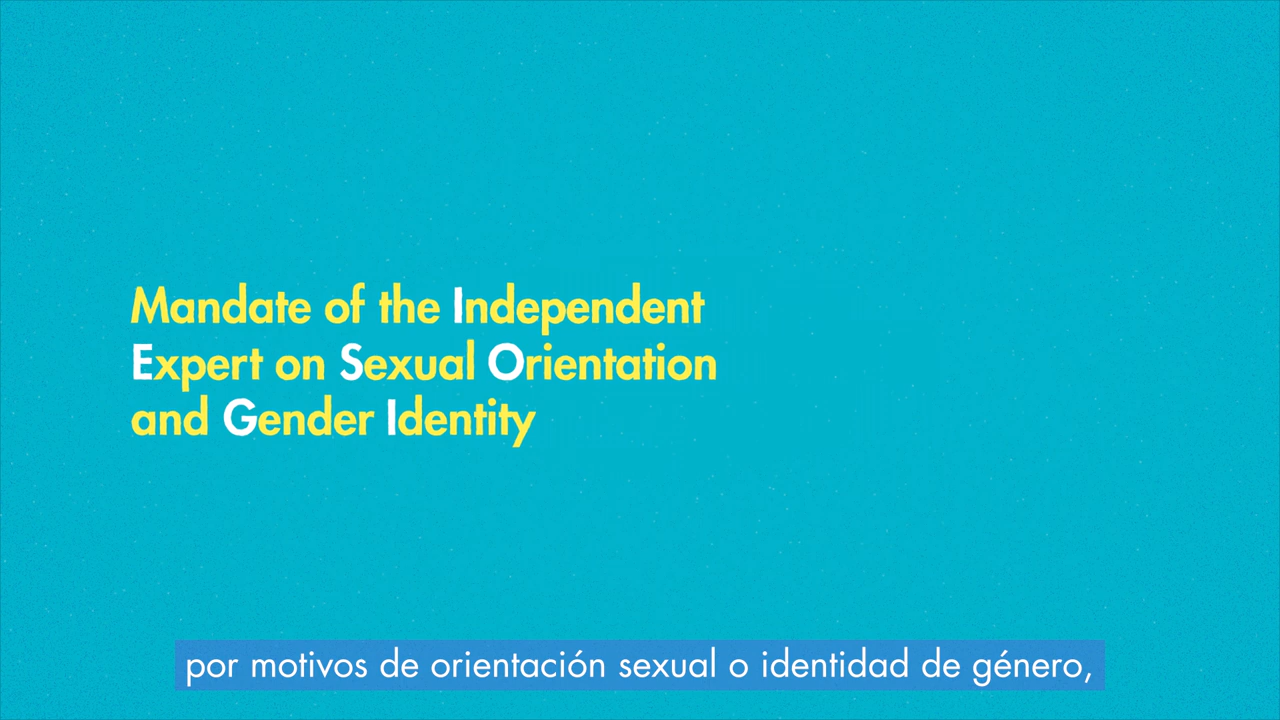 Mandate of the Independent
Expert on Sexual Orientation
and Gender Identity
por motivos de orientación sexual o identidad de género,